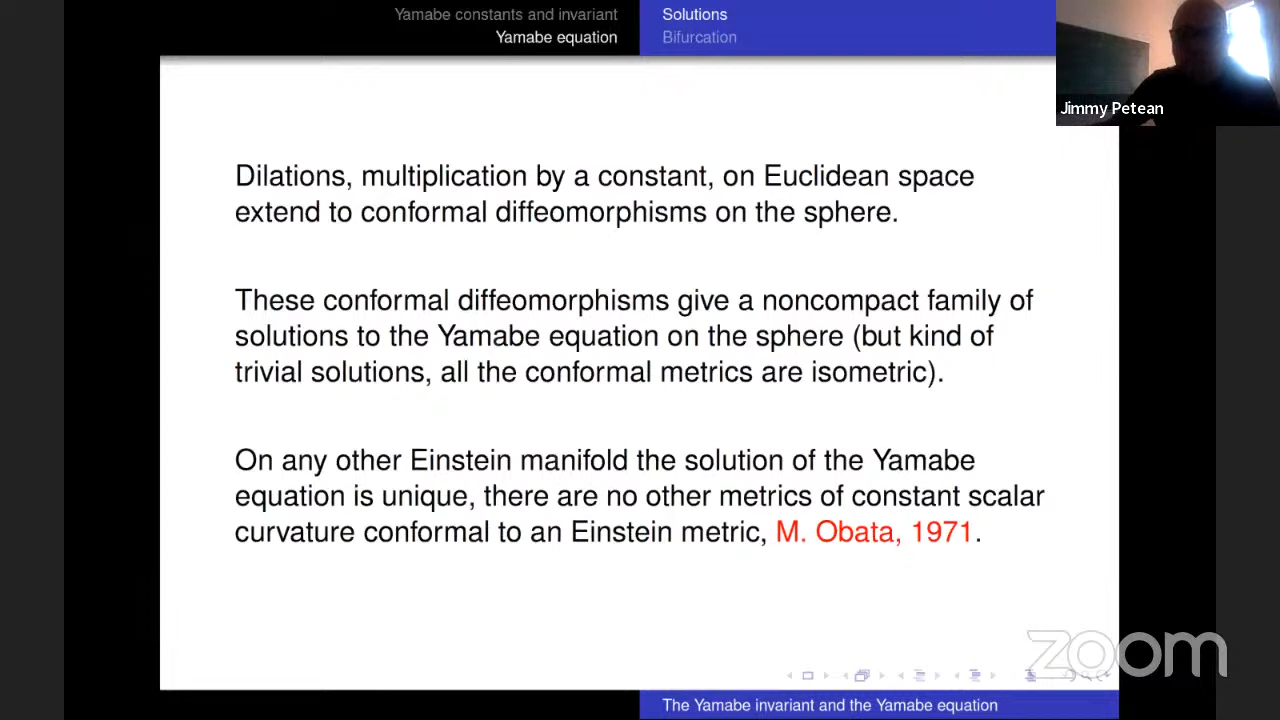 Yamabe constants and invariant
Yamabe equation
Solutions
Bifurcation
Jimmy Petean
Dilations, multiplication by a constant, on Euclidean space
extend to conformal diffeomorphisms on the sphere.
These conformal diffeomorphisms give a noncompact family of
solutions to the Yamabe equation on the sphere (but kind of
trivial solutions, all the conformal metrics are isometric).
On any other Einstein manifold the solution of the Yamabe
equation is unique, there are no other metrics of constant scalar
curvature conformal to an Einstein metric, M. Obata, 1971.
zoom
The Yamabe invariant and the Yamabe equation